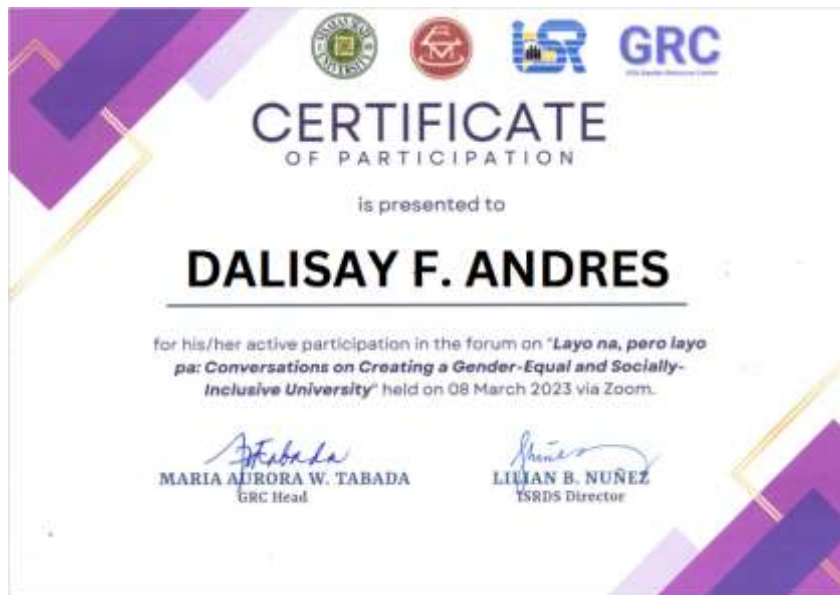 GRC
CERTIFICATE
OF PARTICIPATION
is presented to
DALISAY F. ANDRES
for his/her active participation in the forum on "Layo na, pero layo
pa: Conversations on Creating a Gender-Equal and Socially-
Inclusive University" held on 08 March 2023 via Zoom.
MARIA AURORA W. TABADA
GRC Head
LILIAN B. NUÑEZ
ISRDS Director